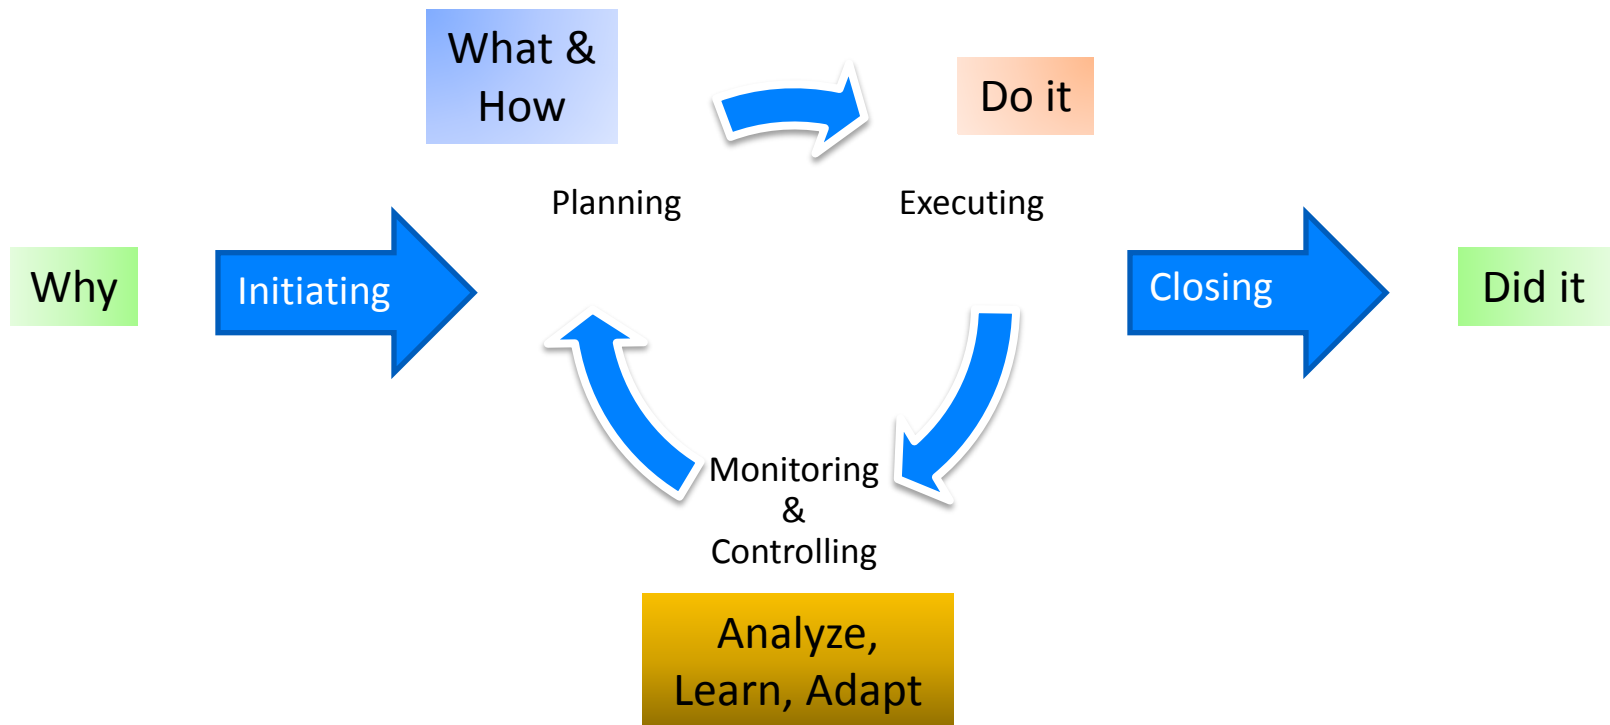 What &
How
Do it
Planning
Executing
Why
Initiating
Closing
Did it
Monitoring
&
Controlling
Analyze,
Learn, Adapt